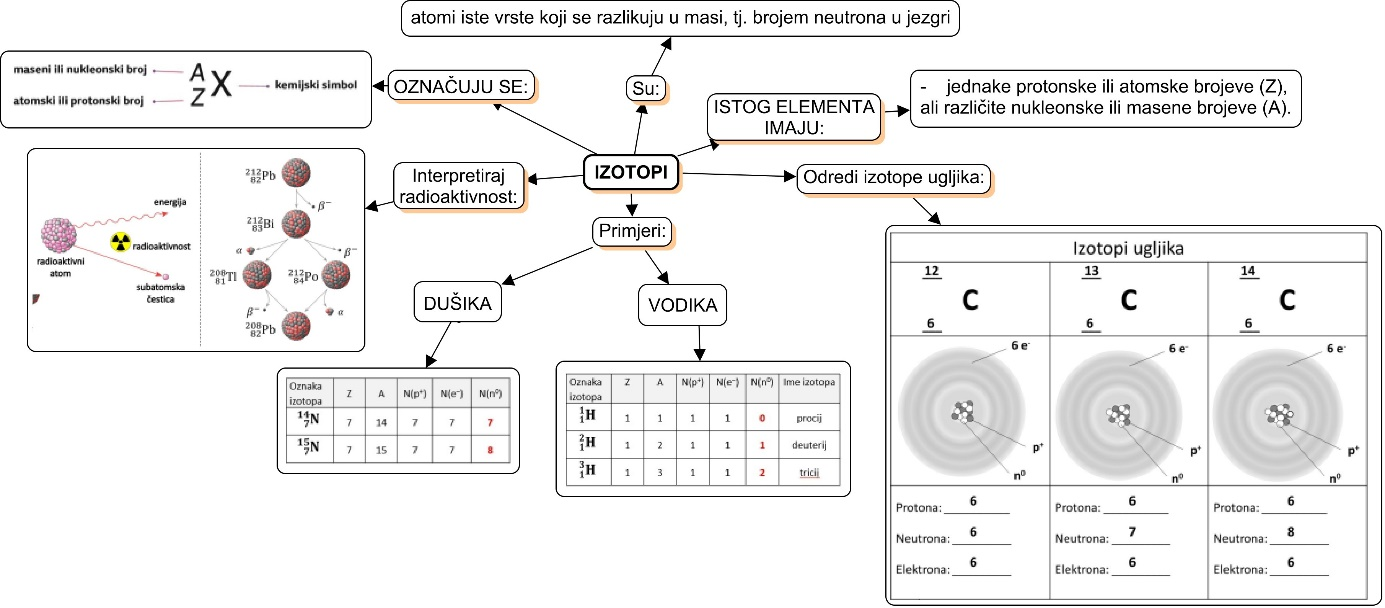 atomi iste vrste koji se razlikuju u masi, tj. brojem neutrona u jezgri
maseni ili nukleonski broj
atomski ili protonski broj
A
Z
X
kemijski simbol
OZNAČUJU SE:
Su:
ISTOG ELEMENTA
IMAJU:
- jednake protonske ili atomske brojeve (Z),
ali različite nukleonske ili masene brojeve (A).
IZOTOPI
Interpretiraj
radioaktivnost:
energija
radioaktivnost
radioaktivni
atom
subatomska
čestica
212 82 Pb
β⁻
212 83 Bi
α
β⁻
208 81 Tl
212 84 Po
β⁻
α
208 82 Pb
Primjeri:
DUŠIKA
VODIKA
Oznaka izotopa Z A N(p⁺) N(e⁻) N(n⁰)
14 7 N 7 14 7 7 7
15 7 N 7 15 7 7 8
Oznaka izotopa Z A N(p⁺) N(e⁻) N(n⁰) Ime izotopa
1 1 H 1 1 1 1 0 procij
2 1 H 1 2 1 1 1 deuterij
3 1 H 1 3 1 1 2 tricij
Odredi izotope ugljika:
Izotopi ugljika
12 13 14
C C C
6 6 6
6 e⁻ 6 e⁻ 6 e⁻
p⁺ p⁺ p⁺
n⁰ n⁰ n⁰
Protona: 6 Protona: 6 Protona: 6
Neutrona: 6 Neutrona: 7 Neutrona: 8
Elektrona: 6 Elektrona: 6 Elektrona: 6